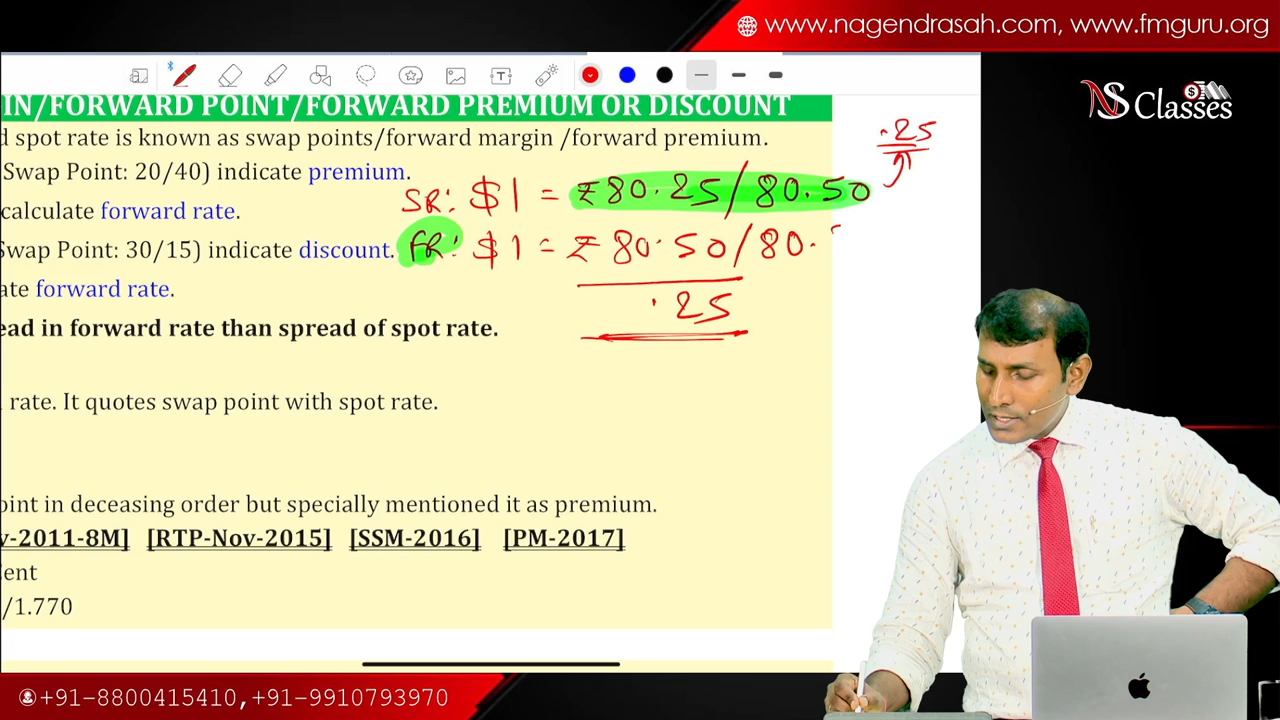 www.nagendrasah.com, www.fmguru.org
NS Classes
IN/FORWARD POINT/FORWARD PREMIUM OR DISCOUNT
d spot rate is known as swap points/forward margin /forward premium.
.25
Swap Point: 20/40) indicate premium.
SR: $1 = ₹80.25/80.50
calculate forward rate.
Swap Point: 30/15) indicate discount.
FR: $1 = ₹80.50/80.
ate forward rate.
.25
ead in forward rate than spread of spot rate.
rate. It quotes swap point with spot rate.
oint in deceasing order but specially mentioned it as premium.
v-2011-8M] [RTP-Nov-2015] [SSM-2016] [PM-2017]
Cent
/1.770
+91-8800415410,+91-9910793970